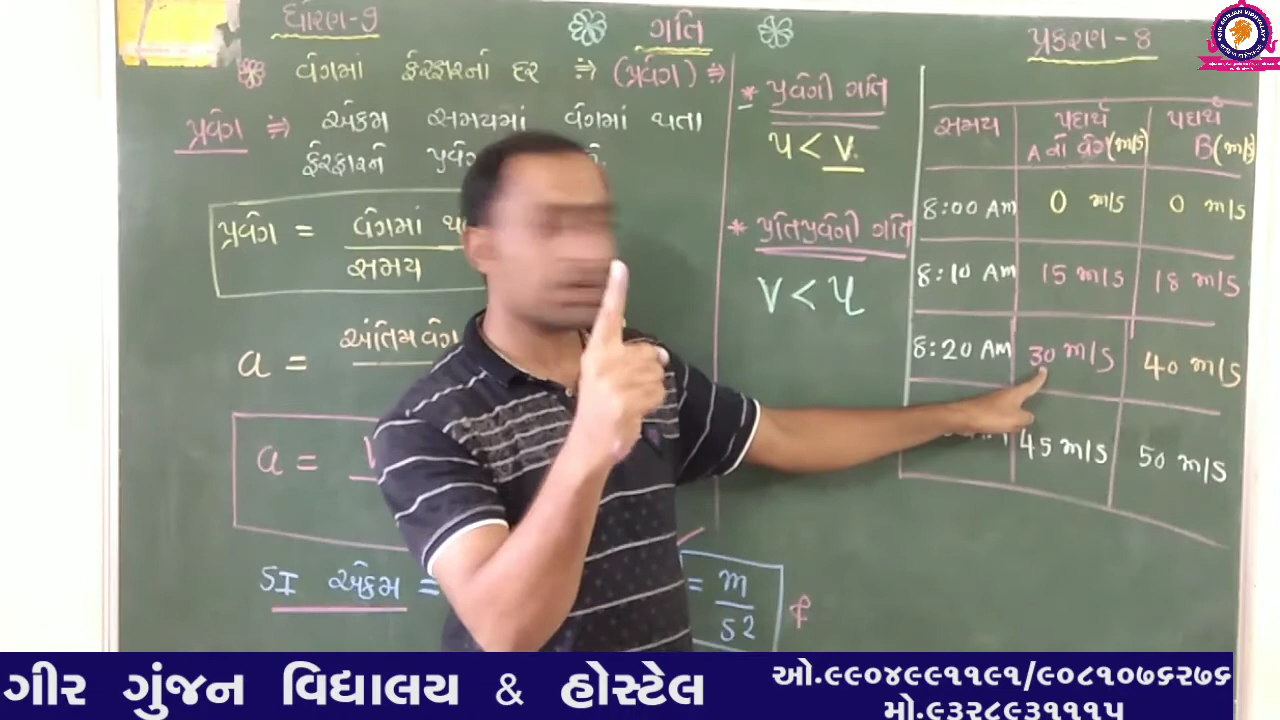 ધોરણ-9
ગતિ
પ્રકરણ - 8
વેગમાં ફેરફારનો દર ⇒ (પ્રવેગ) ⇒
પ્રવેગ ⇒ એકમ સમયમાં વેગમાં થતા
ફેરફારને
પ્રવેગ = વેગમાં
સમય
a = અંતિમવેગ
a =
SI એકમ =
= m/s²
* પ્રવેગી ગતિ
u < v
* પ્રતિપ્રવેગી ગતિ
v < u
સમય | પદાર્થ A નો વેગ (m/s) | પદાર્થ B (m/s)
8:00 Am | 0 m/s | 0 m/s
8:10 Am | 15 m/s | 18 m/s
8:20 Am | 30 m/s | 40 m/s
45 m/s | 50 m/s
ગીર ગુંજન વિદ્યાલય & હોસ્ટેલ
ઓ.૯૯૦૪૯૯૧૧૯૧/૯૦૮૧૦૭૬૨૭૬
મો.૯૩૨૮૯૩૧૧૧૫